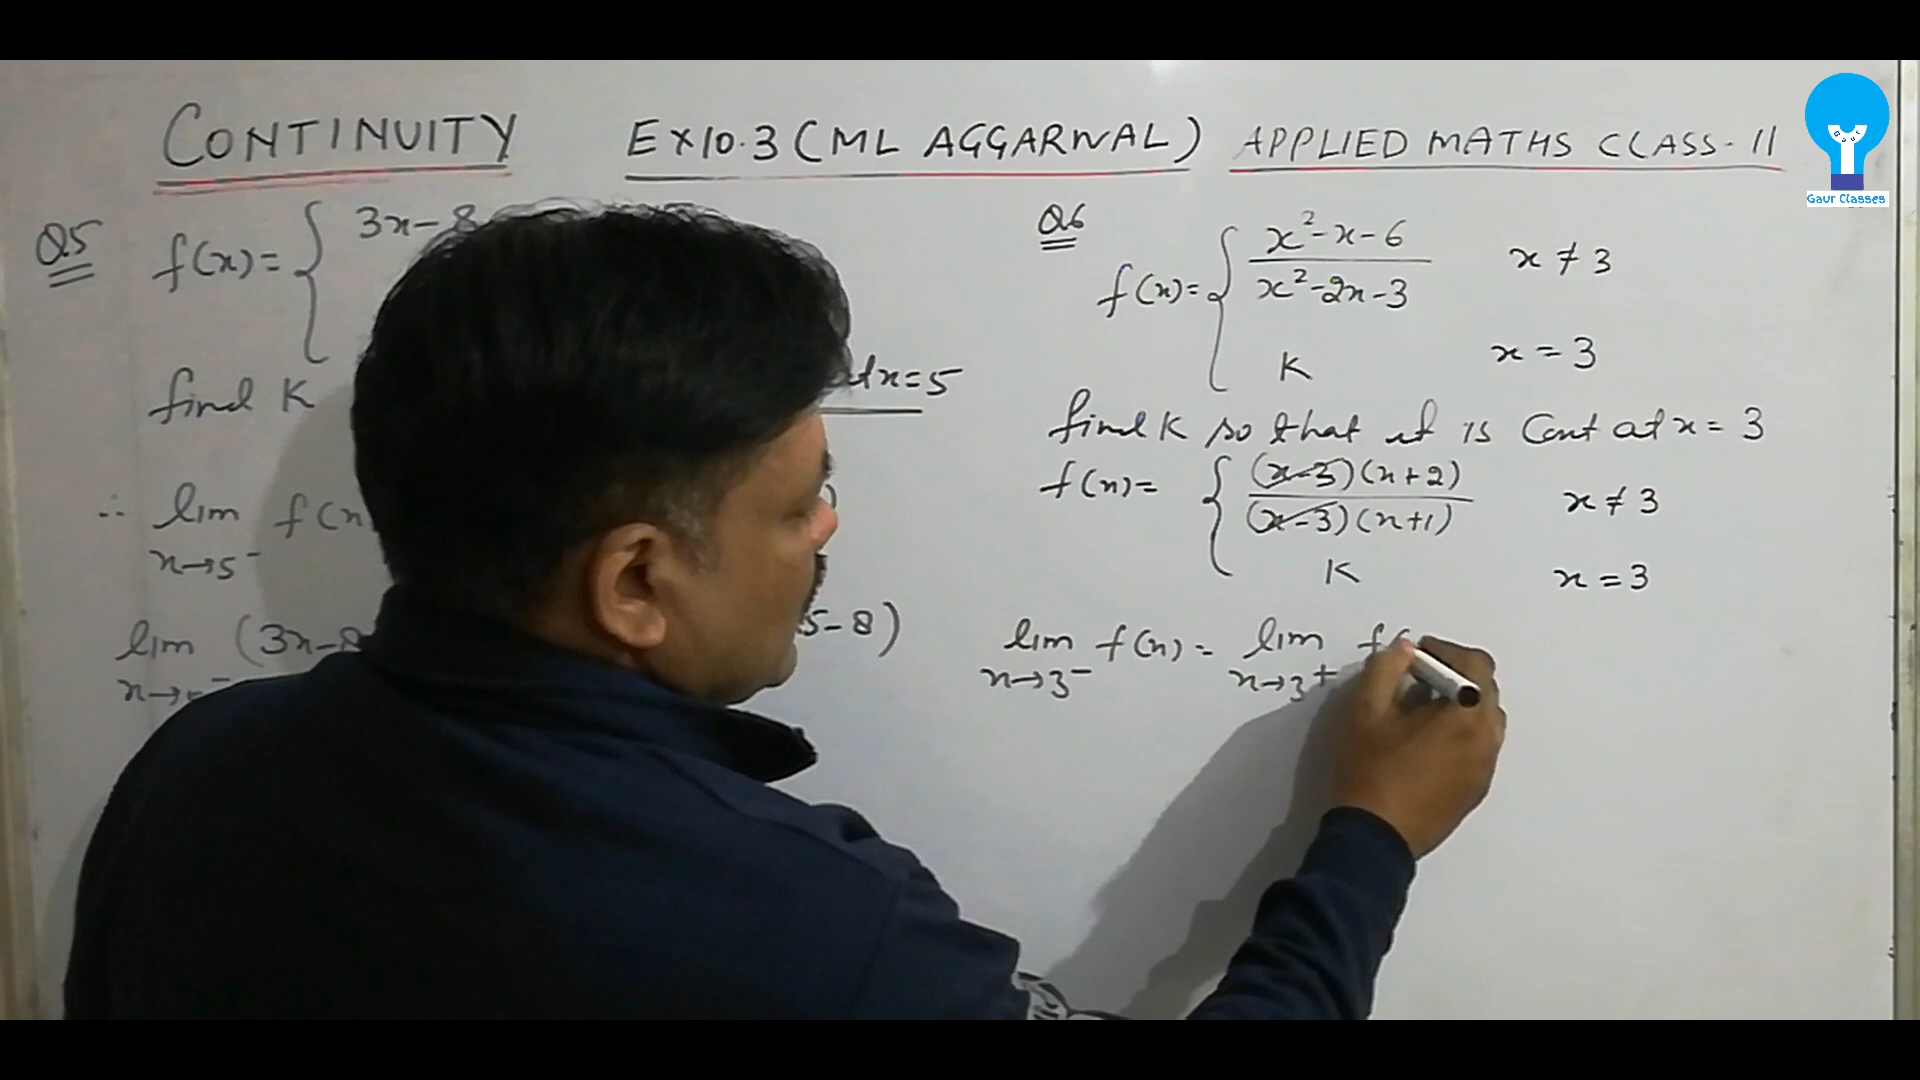 CONTINUITY EX10.3 (ML AGGARWAL) APPLIED MATHS CLASS-11
Gaur Classes
Q5 f(x) = { 3x-8
find K at x=5
∴ lim f(x
x→5⁻
lim (3x-8 5-8)
x→5⁻
Q6
f(x) = { x²-x-6 / x²-2x-3 x≠3
K x=3
find K so that it is Cont at x=3
f(x) = { (x-3)(x+2) / (x-3)(x+1) x≠3
K x=3
lim f(x) = lim f(
x→3⁻ x→3⁺